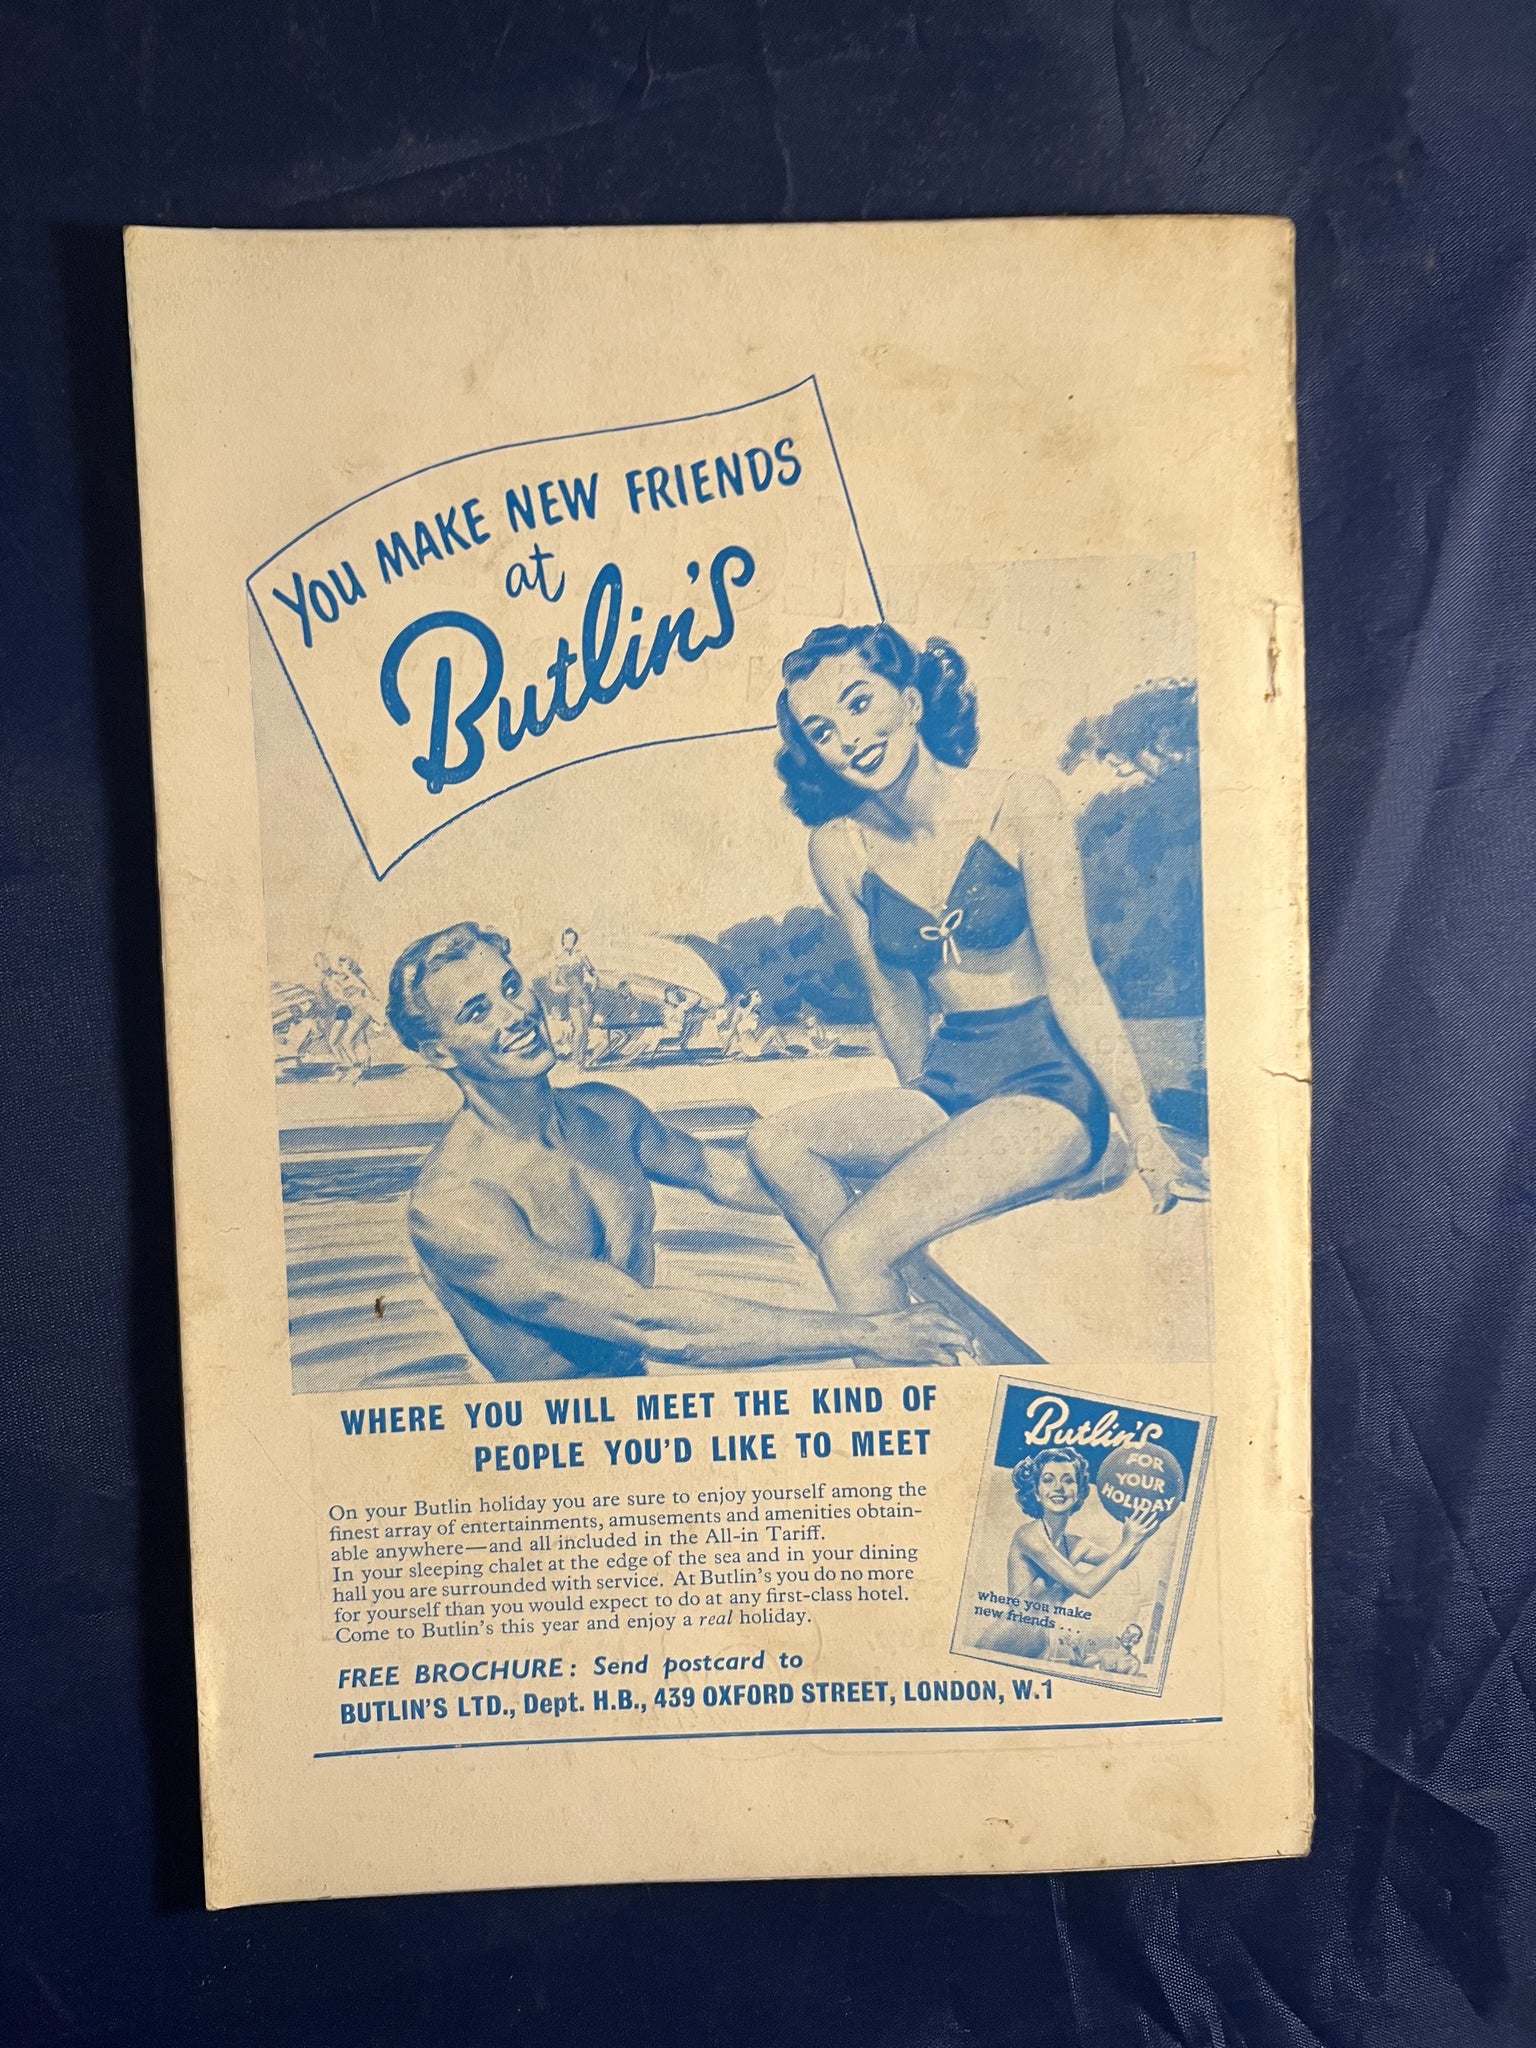 YOU MAKE NEW FRIENDS
at
Butlin's
WHERE YOU WILL MEET THE KIND OF
PEOPLE YOU'D LIKE TO MEET
On your Butlin holiday you are sure to enjoy yourself among the
finest array of entertainments, amusements and amenities obtain-
able anywhere—and all included in the All-in Tariff.
In your sleeping chalet at the edge of the sea and in your dining
hall you are surrounded with service. At Butlin's you do no more
for yourself than you would expect to do at any first-class hotel.
Come to Butlin's this year and enjoy a real holiday.
FREE BROCHURE: Send postcard to
BUTLIN'S LTD., Dept. H.B., 439 OXFORD STREET, LONDON, W.1
Butlin's
FOR
YOUR
HOLIDAY
where you make
new friends . . .